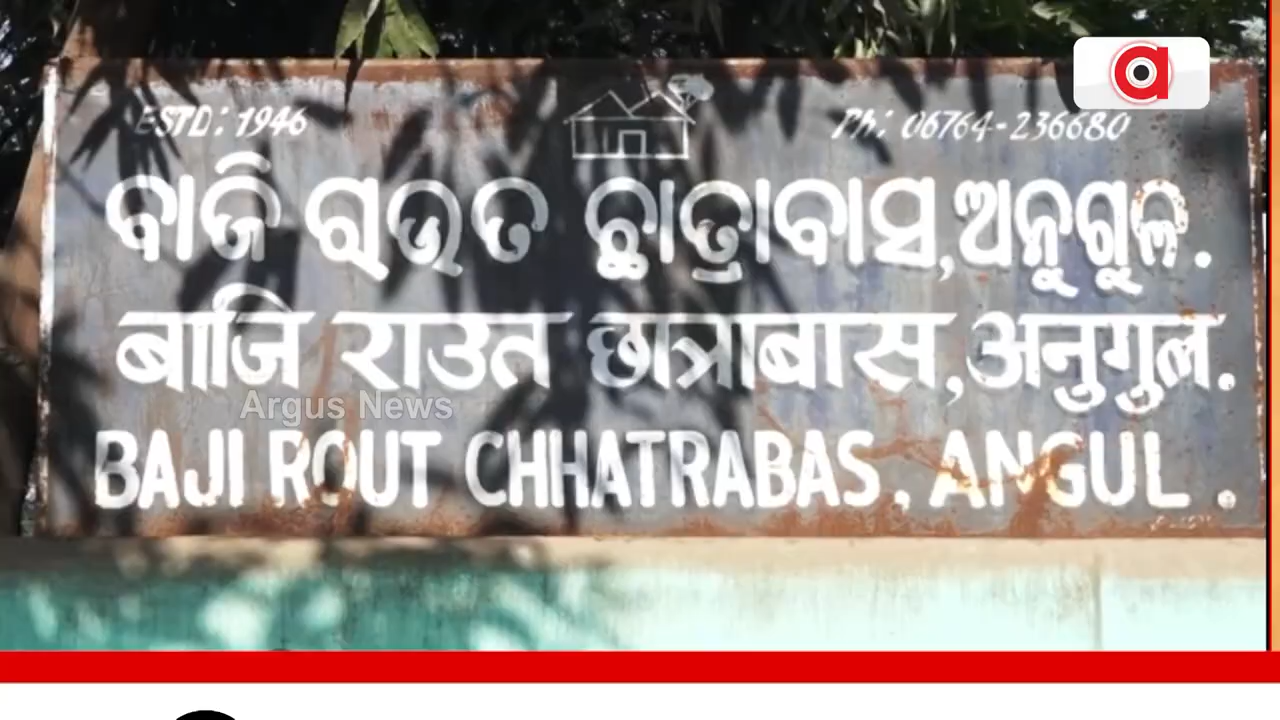 ESTD: 1946
Ph: 06764-236680
ବାଜି ରାଉତ ଛାତ୍ରାବାସ,ଅନୁଗୁଳ.
बाजि राउत छात्राबास,अनुगुल.
Argus News
BAJI ROUT CHHATRABAS, ANGUL.